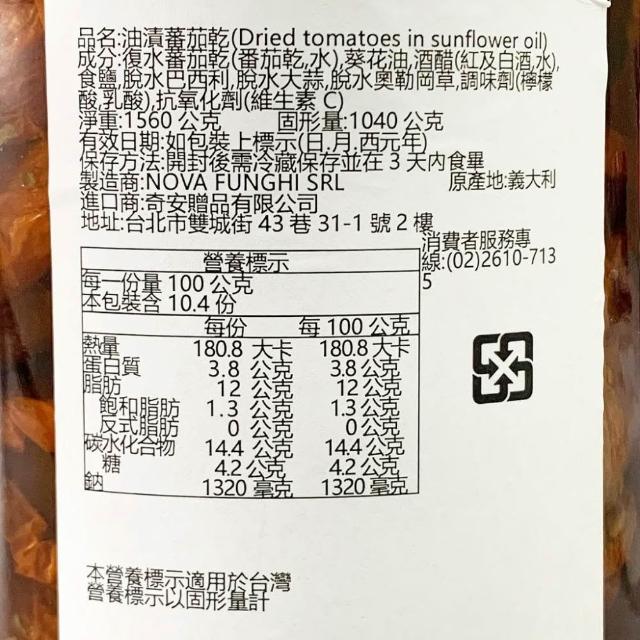 品名:油漬蕃茄乾(Dried tomatoes in sunflower oil)
成分:復水番茄乾(番茄乾,水),葵花油,酒醋(紅及白酒,水),
食鹽,脫水巴西利,脫水大蒜,脫水奧勒岡草,調味劑(檸檬
酸,乳酸),抗氧化劑(維生素 C)
淨重:1560 公克 固形量:1040 公克
有效日期:如包裝上標示(日,月,西元年)
保存方法:開封後需冷藏保存並在 3 天內食畢
製造商:NOVA FUNGHI SRL 原產地:義大利
進口商:奇安贈品有限公司
地址:台北市雙城街 43 巷 31-1 號 2 樓
消費者服務專
線:(02)2610-713
5
營養標示
每一份量 100 公克
本包裝含 10.4 份
每份 每 100 公克
熱量 180.8 大卡 180.8 大卡
蛋白質 3.8 公克 3.8 公克
脂肪 12 公克 12 公克
飽和脂肪 1.3 公克 1.3 公克
反式脂肪 0 公克 0 公克
碳水化合物 14.4 公克 14.4 公克
糖 4.2 公克 4.2 公克
鈉 1320 毫克 1320 毫克
本營養標示適用於台灣
營養標示以固形量計